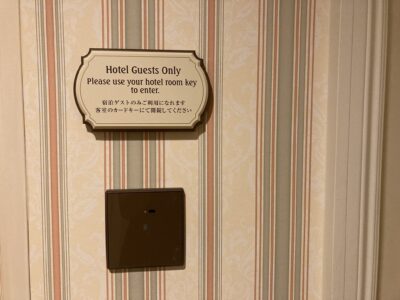 Hotel Guests Only
Please use your hotel room key
to enter.
宿泊ゲストのみご利用になれます
客室のカードキーにて開錠してください